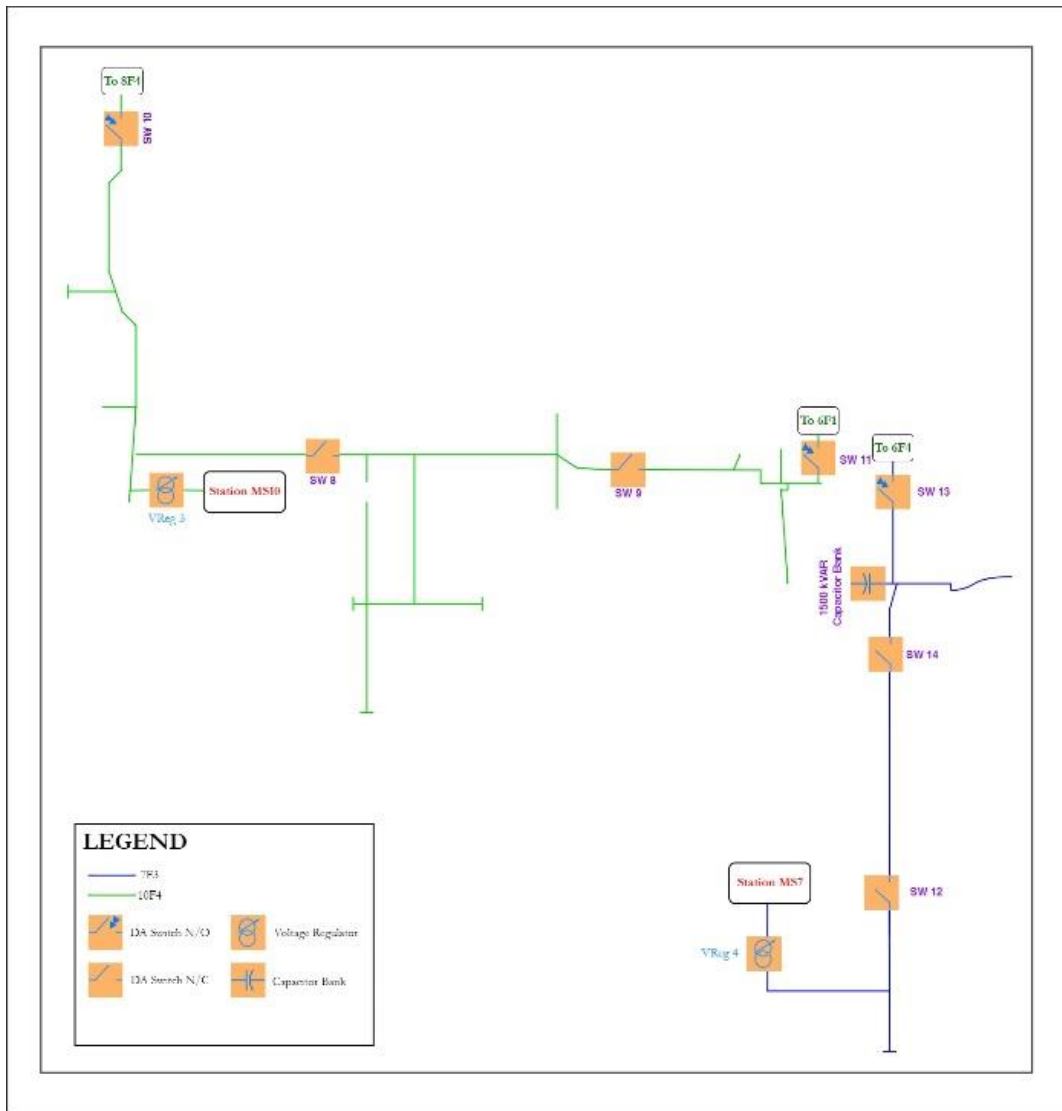 To 8F4
SW 10
To 6F1
SW 11
To 6F4
SW 13
SW 8
SW 9
Station MS10
VReg 3
1500 kVAR
Capacitor Bank
SW 14
LEGEND
7F3
10F4
DA Switch N/O
Voltage Regulator
DA Switch N/C
Capacitor Bank
Station MS7
SW 12
VReg 4